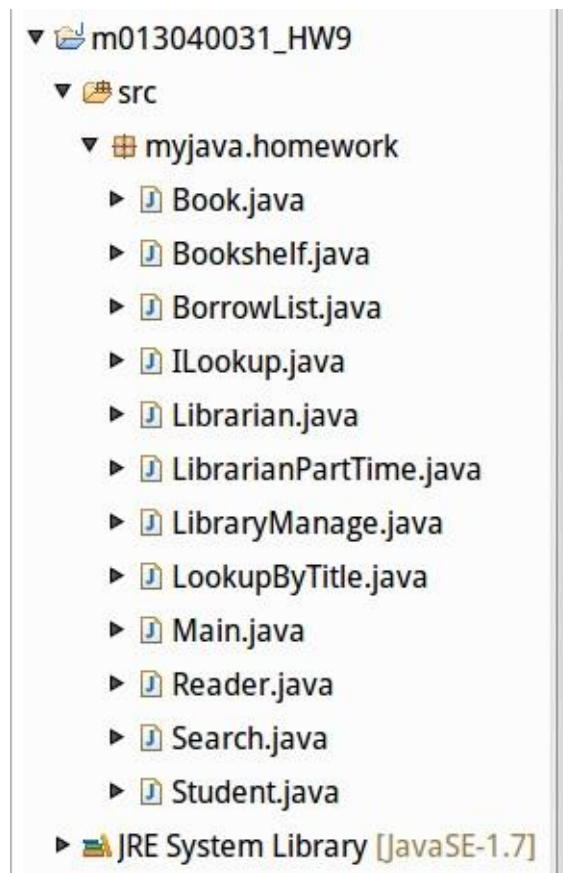 m013040031_HW9
src
myjava.homework
Book.java
Bookshelf.java
BorrowList.java
ILookup.java
Librarian.java
LibrarianPartTime.java
LibraryManage.java
LookupByTitle.java
Main.java
Reader.java
Search.java
Student.java
JRE System Library [JavaSE-1.7]